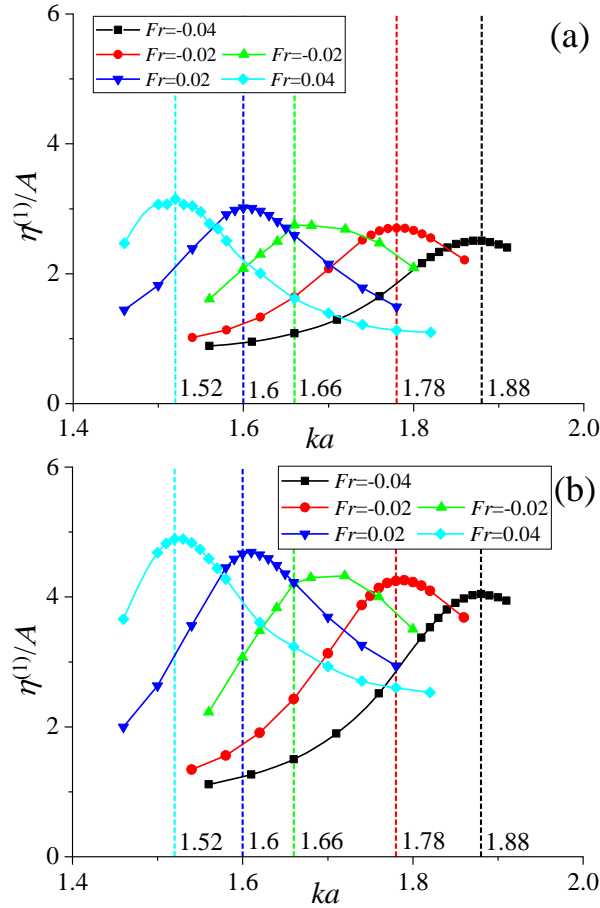 (a)
Fr=-0.04
Fr=-0.02 Fr=-0.02
Fr=0.02 Fr=0.04
6
4
2
0
η(1)/A
1.52 1.6 1.66 1.78 1.88
1.4 1.6 1.8 2.0
ka
(b)
Fr=-0.04
Fr=-0.02 Fr=-0.02
Fr=0.02 Fr=0.04
6
4
2
0
η(1)/A
1.52 1.6 1.66 1.78 1.88
1.4 1.6 1.8 2.0
ka